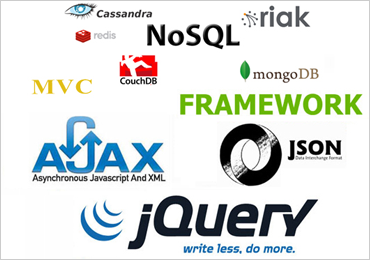 Cassandra
riak
redis
NoSQL
CouchDB
mongoDB
MVC
FRAMEWORK
AJAX
Asynchronous Javascript And XML
JSON
Data Interchange Format
jQuery
write less, do more.